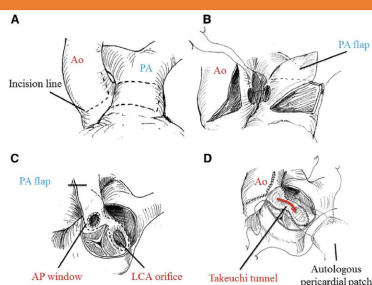 A
Ao
PA
Incision line
B
PA flap
Ao
C
PA flap
AP window
LCA orifice
D
Ao
Takeuchi tunnel
Autologous
pericardial patch